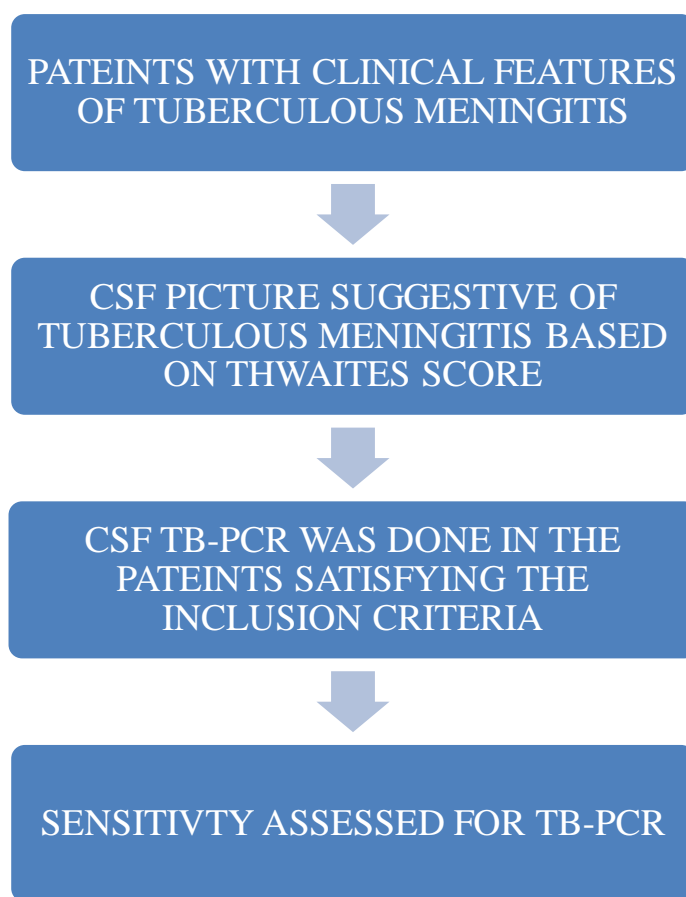 PATEINTS WITH CLINICAL FEATURES
OF TUBERCULOUS MENINGITIS
CSF PICTURE SUGGESTIVE OF
TUBERCULOUS MENINGITIS BASED
ON THWAITES SCORE
CSF TB-PCR WAS DONE IN THE
PATEINTS SATISFYING THE
INCLUSION CRITERIA
SENSITIVTY ASSESSED FOR TB-PCR